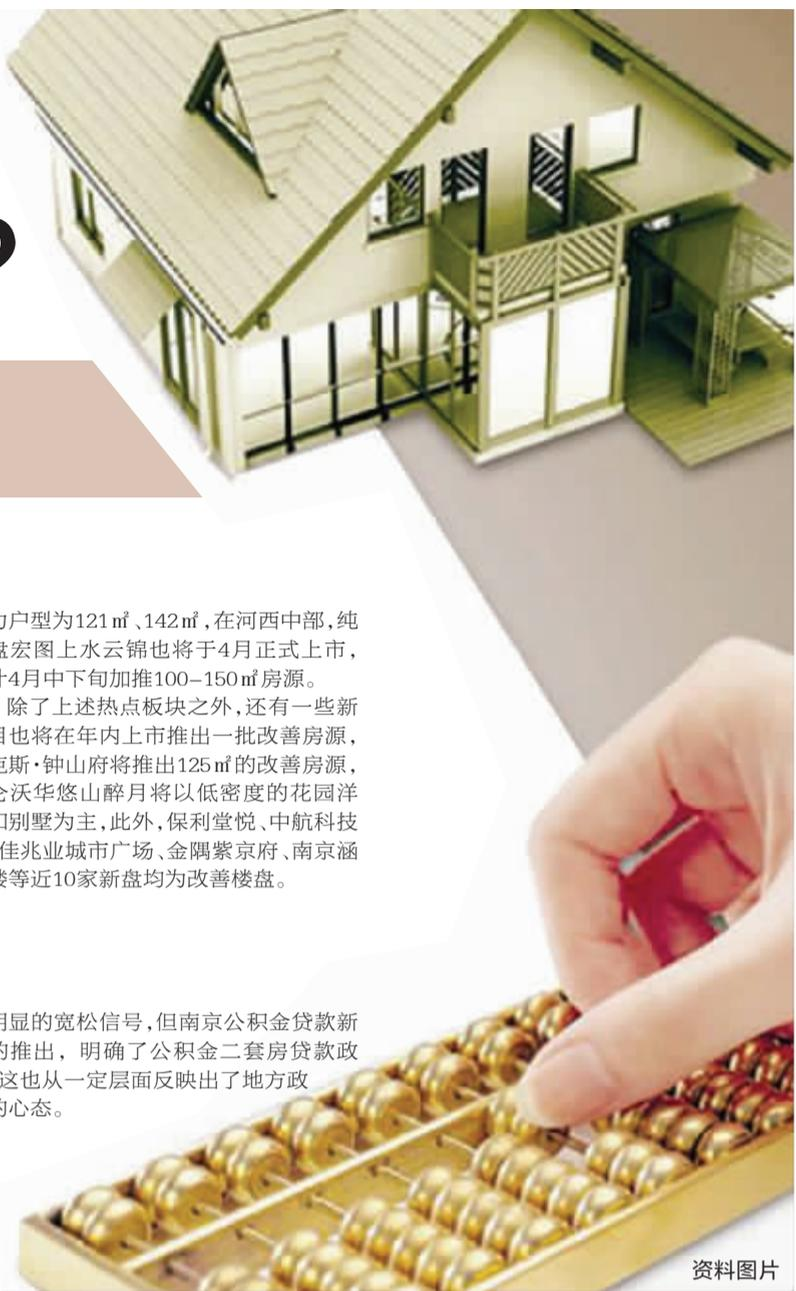 户型为121㎡、142㎡，在河西中部，纯
盘宏图上水云锦也将于4月正式上市，
计4月中下旬加推100-150㎡房源。
除了上述热点板块之外，还有一些新
目也将在年内上市推出一批改善房源，
克斯·钟山府将推出125㎡的改善房源，
仑沃华悠山醉月将以低密度的花园洋
和别墅为主，此外，保利堂悦、中航科技
佳兆业城市广场、金隅紫京府、南京涵
楼等近10家新盘均为改善楼盘。
明显的宽松信号，但南京公积金贷款新
的推出，明确了公积金二套房贷款政
这也从一定层面反映出了地方政
的心态。
资料图片